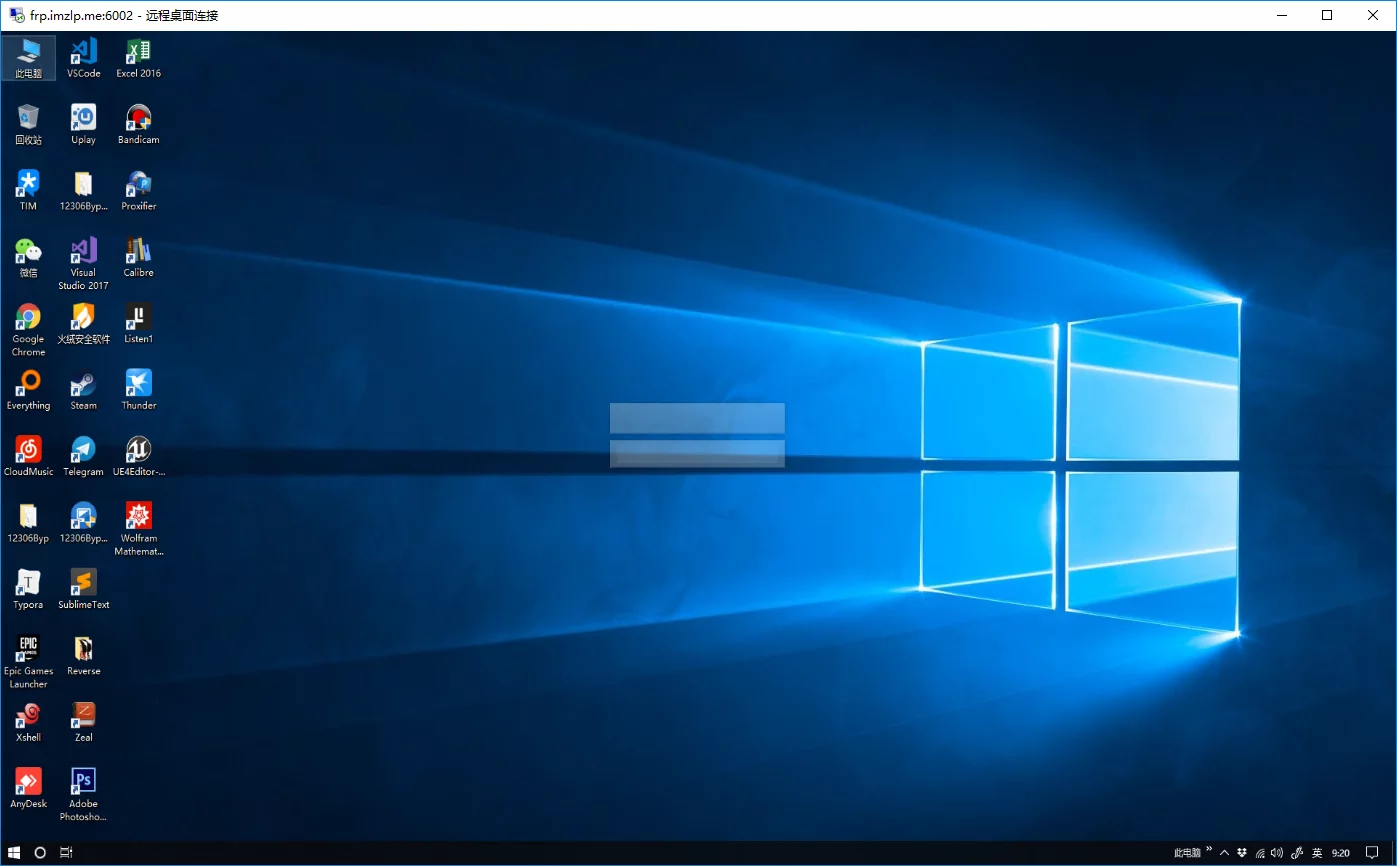 frp.imzlp.me:6002 - 远程桌面连接
此电脑
VSCode
Excel 2016
回收站
Uplay
Bandicam
TIM
12306Byp...
Proxifier
微信
Visual
Studio 2017
Calibre
Google
Chrome
火绒安全软件
Listen1
Everything
Steam
Thunder
CloudMusic
Telegram
UE4Editor-...
12306Byp
12306Byp...
Wolfram
Mathemat...
Typora
SublimeText
EPIC
GAMES
Epic Games
Launcher
Reverse
Xshell
Zeal
AnyDesk
Ps
Adobe
Photosho...
此电脑
英
9:20